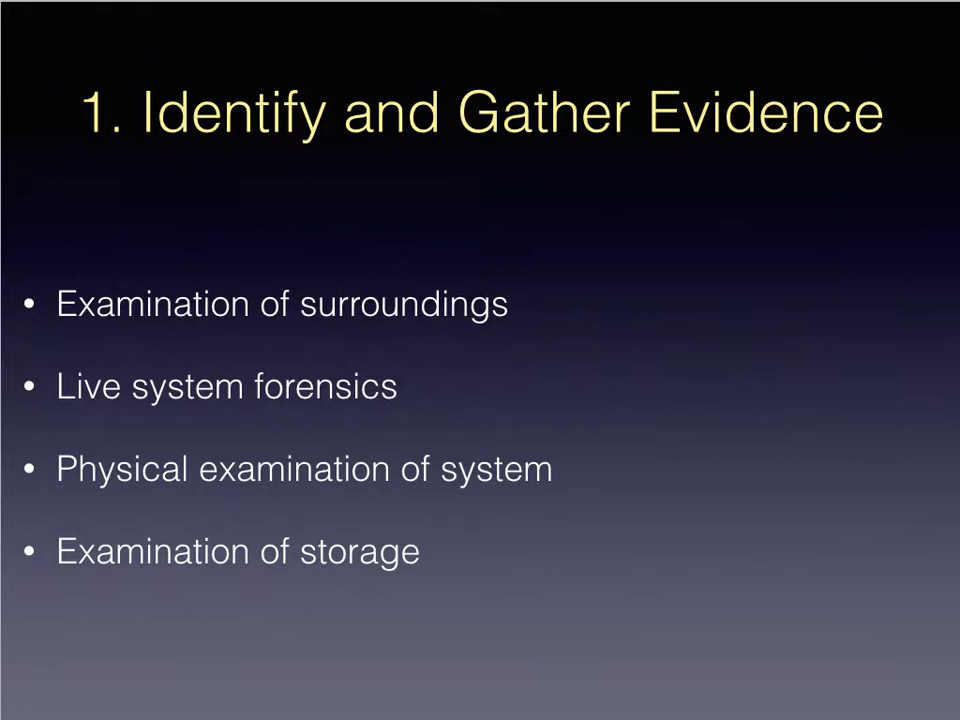 1. Identify and Gather Evidence
• Examination of surroundings
• Live system forensics
• Physical examination of system
• Examination of storage